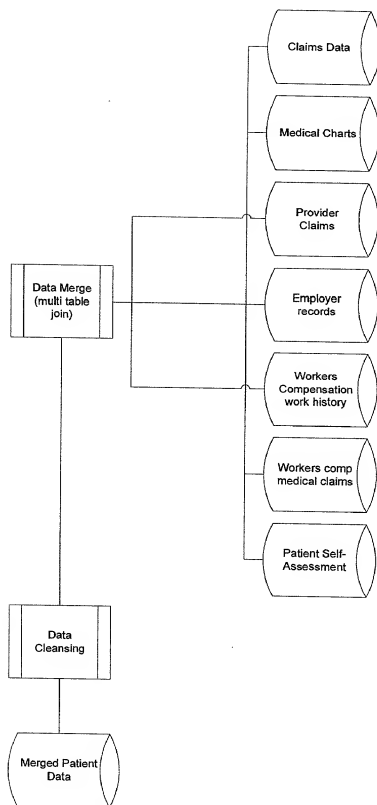 Claims Data
Medical Charts
Provider
Claims
Data Merge
(multi table
join)
Employer
records
Workers
Compensation
work history
Workers comp
medical claims
Patient Self-
Assessment
Data
Cleansing
Merged Patient
Data